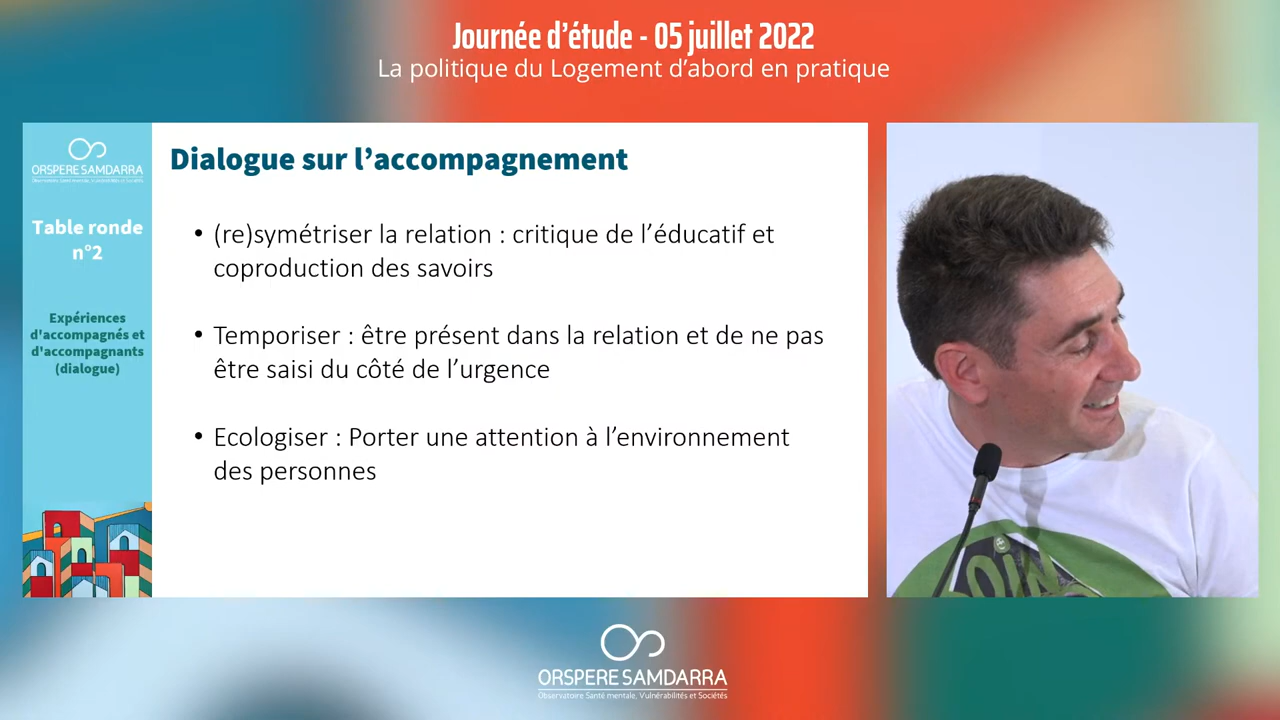 Journée d'étude - 05 juillet 2022
La politique du Logement d'abord en pratique
ORSPERE SAMDARRA
Observatoire Santé mentale, Vulnérabilités et Sociétés
Table ronde
n°2
Expériences
d'accompagnés et
d'accompagnants
(dialogue)
Dialogue sur l'accompagnement
• (re)symétriser la relation : critique de l'éducatif et
coproduction des savoirs
• Temporiser : être présent dans la relation et de ne pas
être saisi du côté de l'urgence
• Ecologiser : Porter une attention à l'environnement
des personnes
ORSPERE SAMDARRA
Observatoire Santé mentale, Vulnérabilités et Sociétés